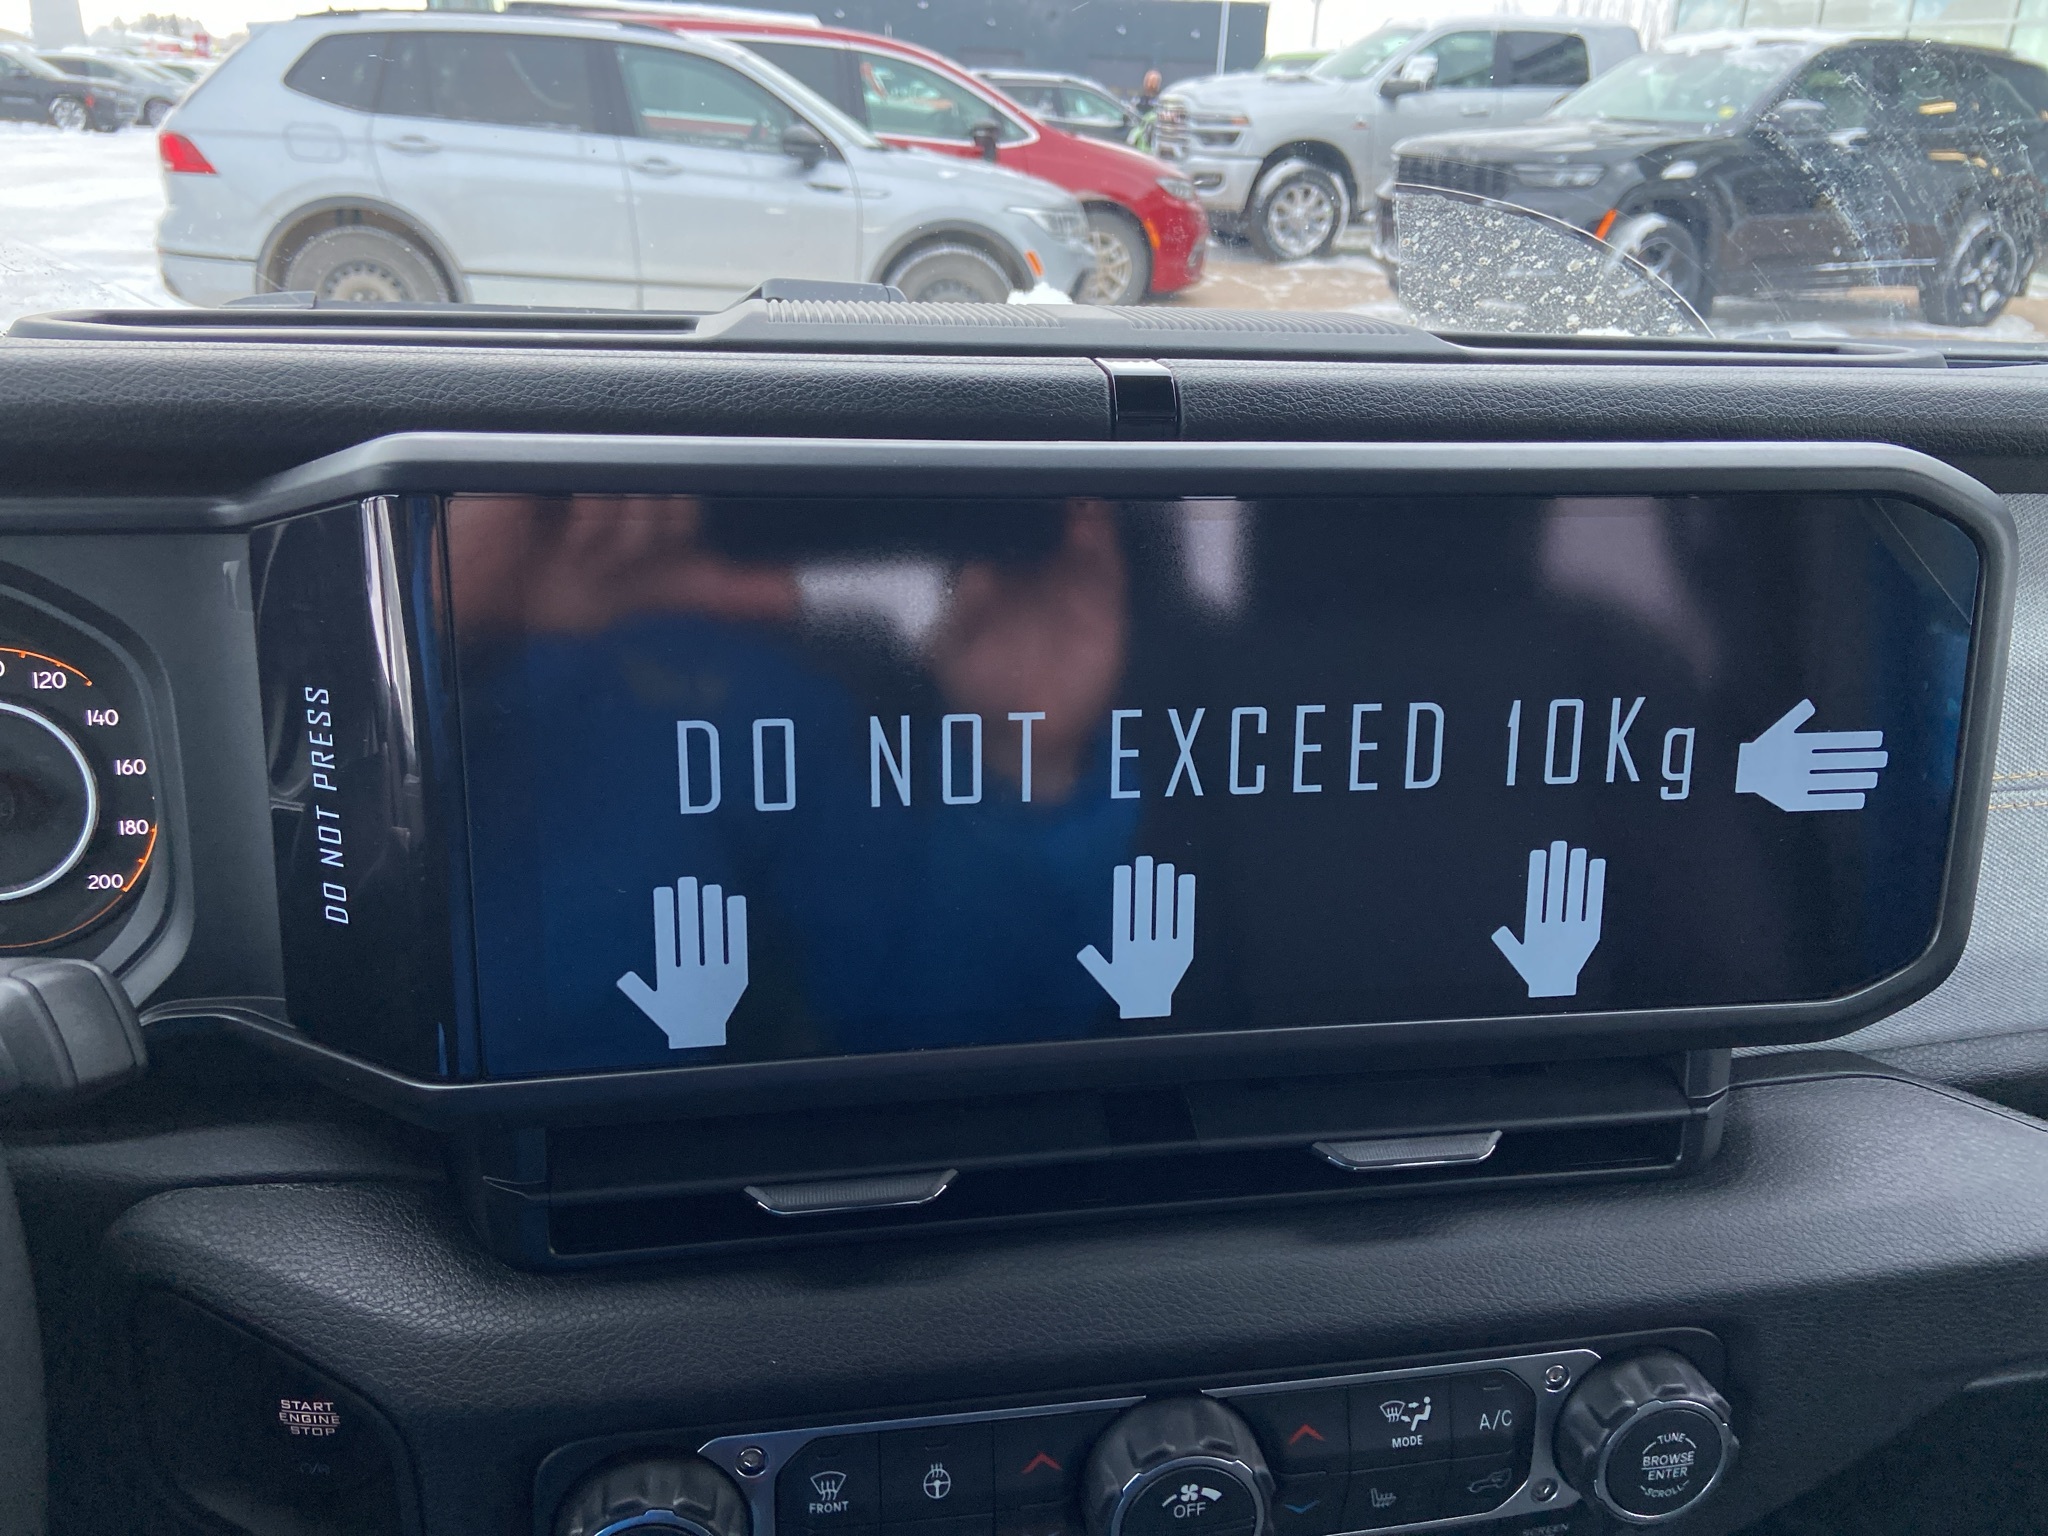 120
140
160
180
200
DO NOT PRESS
DO NOT EXCEED 10Kg
START
ENGINE
STOP
FRONT
OFF
MODE
A/C
TUNE
BROWSE
ENTER
SCROLL
SCREEN